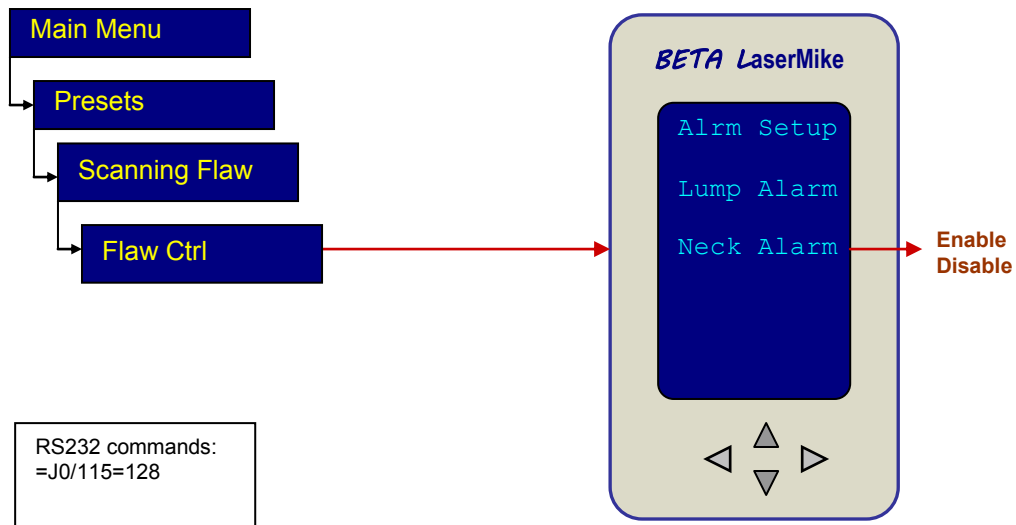 Main Menu
Presets
Scanning Flaw
Flaw Ctrl
BETA LaserMike
Alrm Setup
Lump Alarm
Neck Alarm
Enable
Disable
RS232 commands:
=J0/115=128